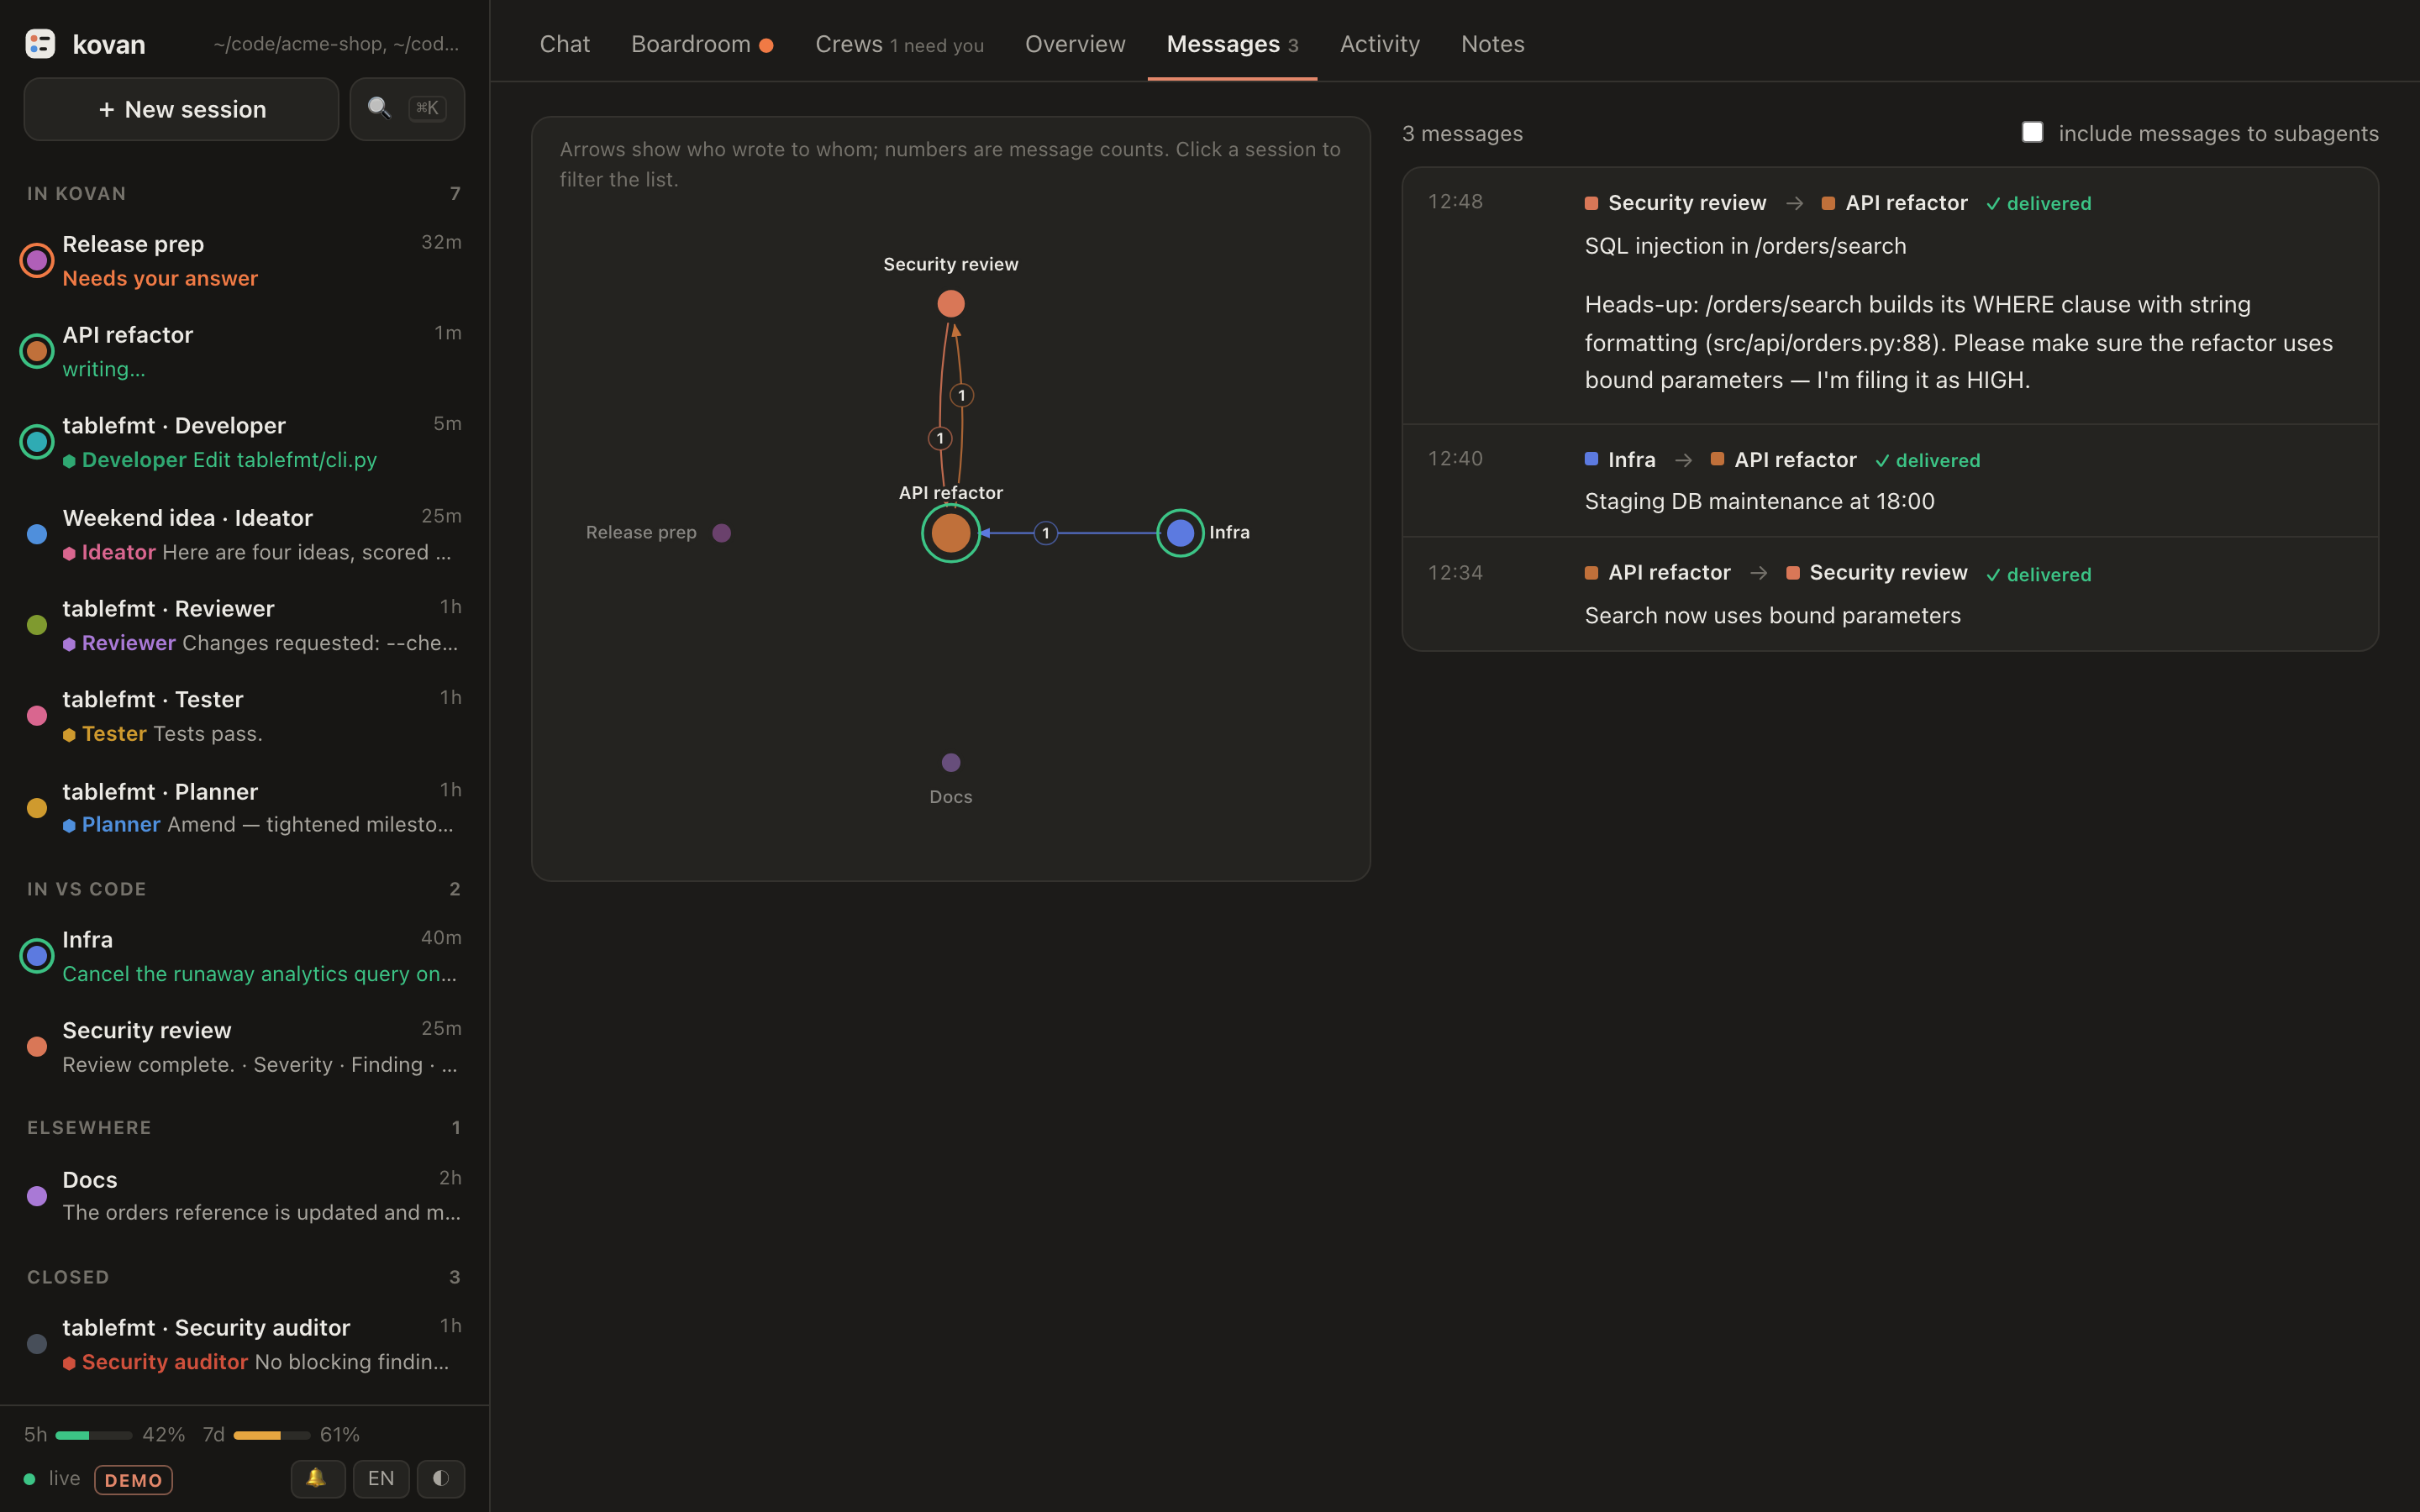 kovan
~/code/acme-shop, ~/cod...
+ New session
⌘K
IN KOVAN 7
Release prep 32m
Needs your answer
API refactor 1m
writing...
tablefmt · Developer 5m
Developer Edit tablefmt/cli.py
Weekend idea · Ideator 25m
Ideator Here are four ideas, scored ...
tablefmt · Reviewer 1h
Reviewer Changes requested: --che...
tablefmt · Tester 1h
Tester Tests pass.
tablefmt · Planner 1h
Planner Amend — tightened milesto...
IN VS CODE 2
Infra 40m
Cancel the runaway analytics query on...
Security review 25m
Review complete. · Severity · Finding · ...
ELSEWHERE 1
Docs 2h
The orders reference is updated and m...
CLOSED 3
tablefmt · Security auditor 1h
Security auditor No blocking findin...
5h 42% 7d 61%
live DEMO EN
Chat Boardroom Crews 1 need you Overview Messages 3 Activity Notes
Arrows show who wrote to whom; numbers are message counts. Click a session to
filter the list.
Security review
1
1
API refactor
Release prep
1
Infra
Docs
3 messages
include messages to subagents
12:48 Security review → API refactor ✓ delivered
SQL injection in /orders/search
Heads-up: /orders/search builds its WHERE clause with string
formatting (src/api/orders.py:88). Please make sure the refactor uses
bound parameters — I'm filing it as HIGH.
12:40 Infra → API refactor ✓ delivered
Staging DB maintenance at 18:00
12:34 API refactor → Security review ✓ delivered
Search now uses bound parameters